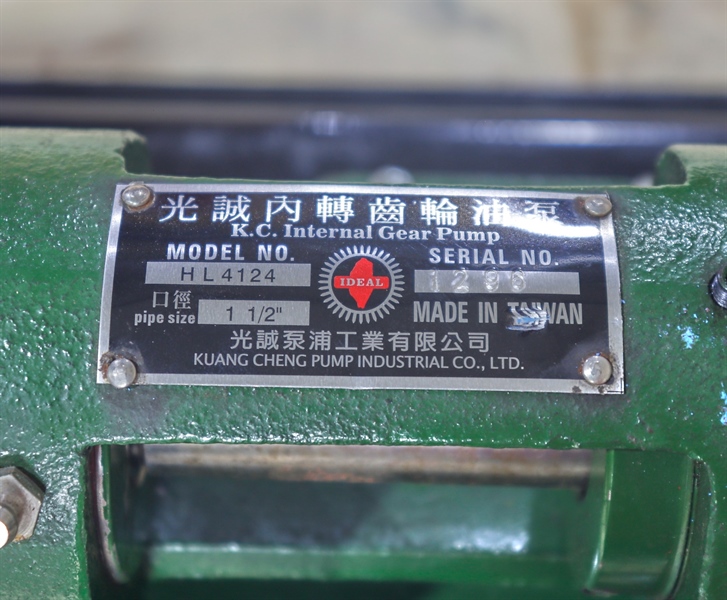 光誠內轉齒輪油泵
K.C. Internal Gear Pump
MODEL NO.
HL4124
IDEAL
SERIAL NO.
口徑
pipe size
1 1/2"
MADE IN TAIWAN
光誠泵浦工業有限公司
KUANG CHENG PUMP INDUSTRIAL CO., LTD.